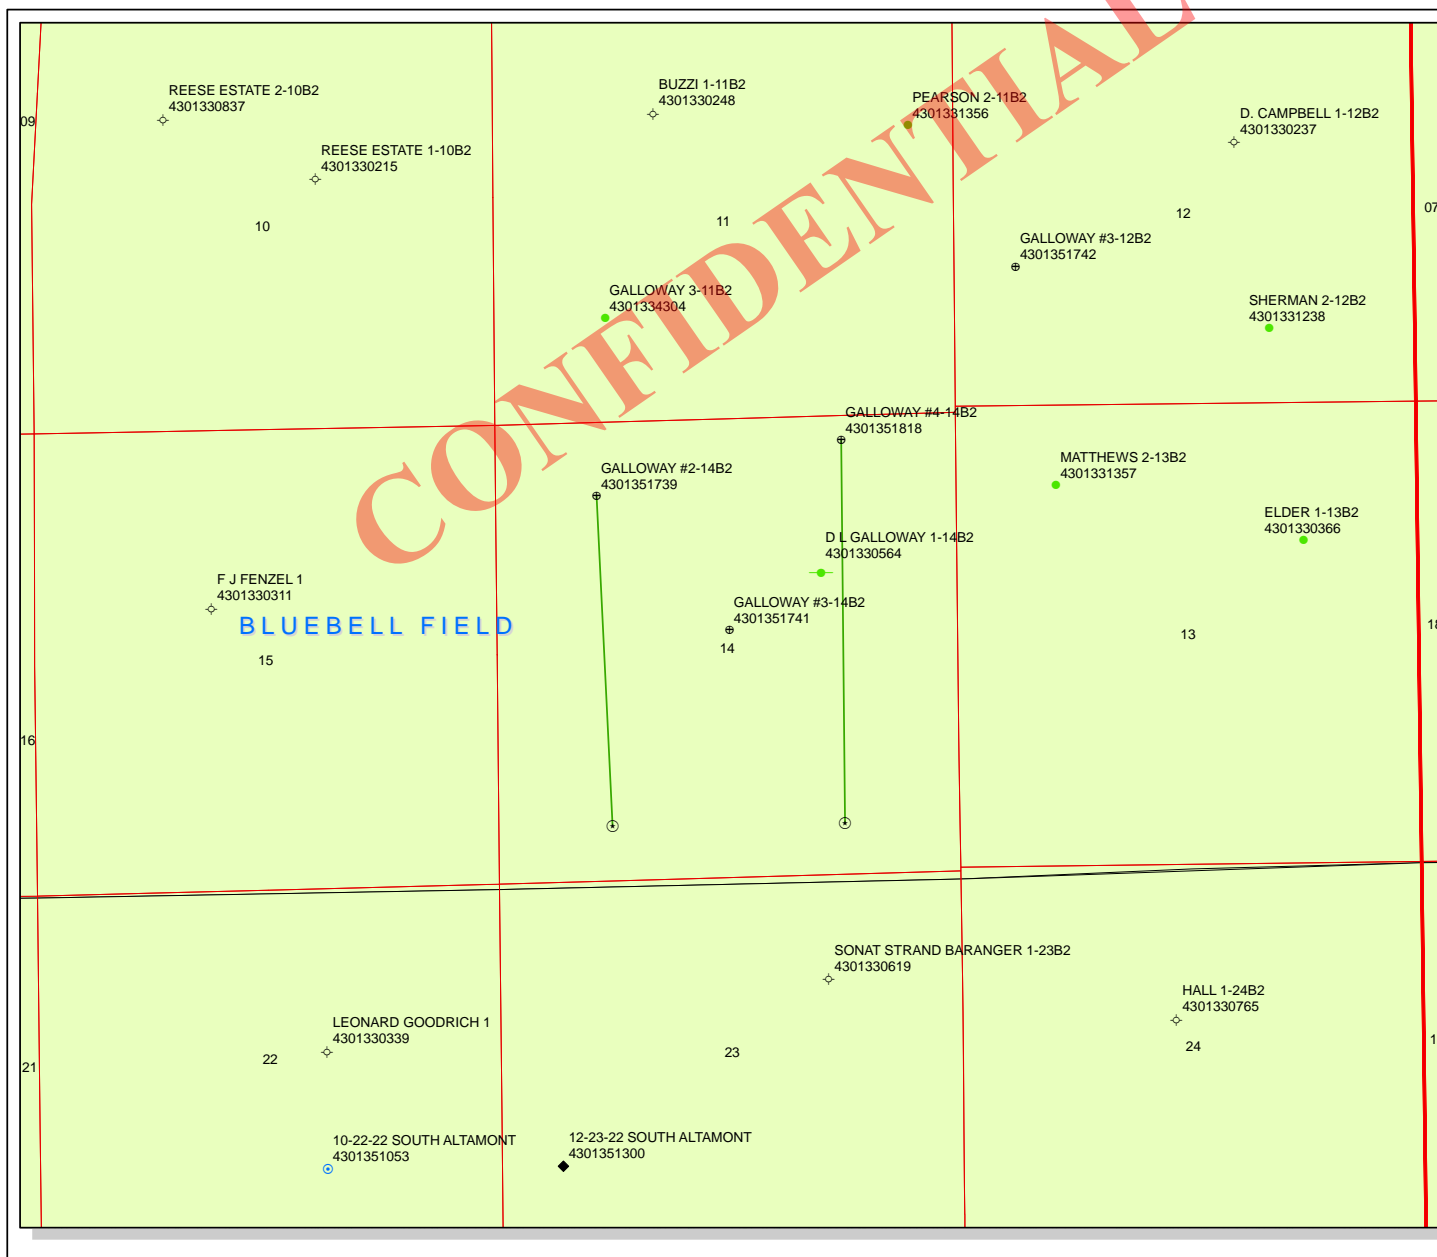 CONFIDENTIAL
REESE ESTATE 2-10B2
4301330837
BUZZI 1-11B2
4301330248
PEARSON 2-11B2
4301331356
D. CAMPBELL 1-12B2
4301330237
09
REESE ESTATE 1-10B2
4301330215
10
11
12
07
GALLOWAY #3-12B2
4301351742
GALLOWAY 3-11B2
4301334304
SHERMAN 2-12B2
4301331238
GALLOWAY #4-14B2
4301351818
GALLOWAY #2-14B2
4301351739
MATTHEWS 2-13B2
4301331357
ELDER 1-13B2
4301330366
D L GALLOWAY 1-14B2
4301330564
F J FENZEL 1
4301330311
GALLOWAY #3-14B2
4301351741
BLUEBELL FIELD
14
13
18
15
16
SONAT STRAND BARANGER 1-23B2
4301330619
HALL 1-24B2
4301330765
LEONARD GOODRICH 1
4301330339
22
23
24
21
1
10-22-22 SOUTH ALTAMONT
4301351053
12-23-22 SOUTH ALTAMONT
4301351300